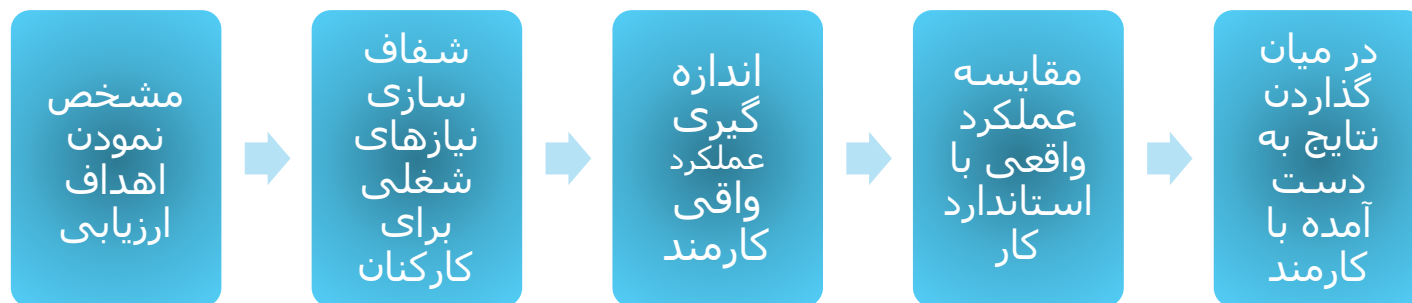 مشخص
نمودن
اهداف
ارزیابی
شفاف
سازی
نیازهای
شغلی
برای
کارکنان
اندازه
گیری
عملکرد
واقی
کارمند
مقایسه
عملکرد
واقعی با
استاندارد
کار
در میان
گذاردن
نتایج به
دست
آمده با
کارمند